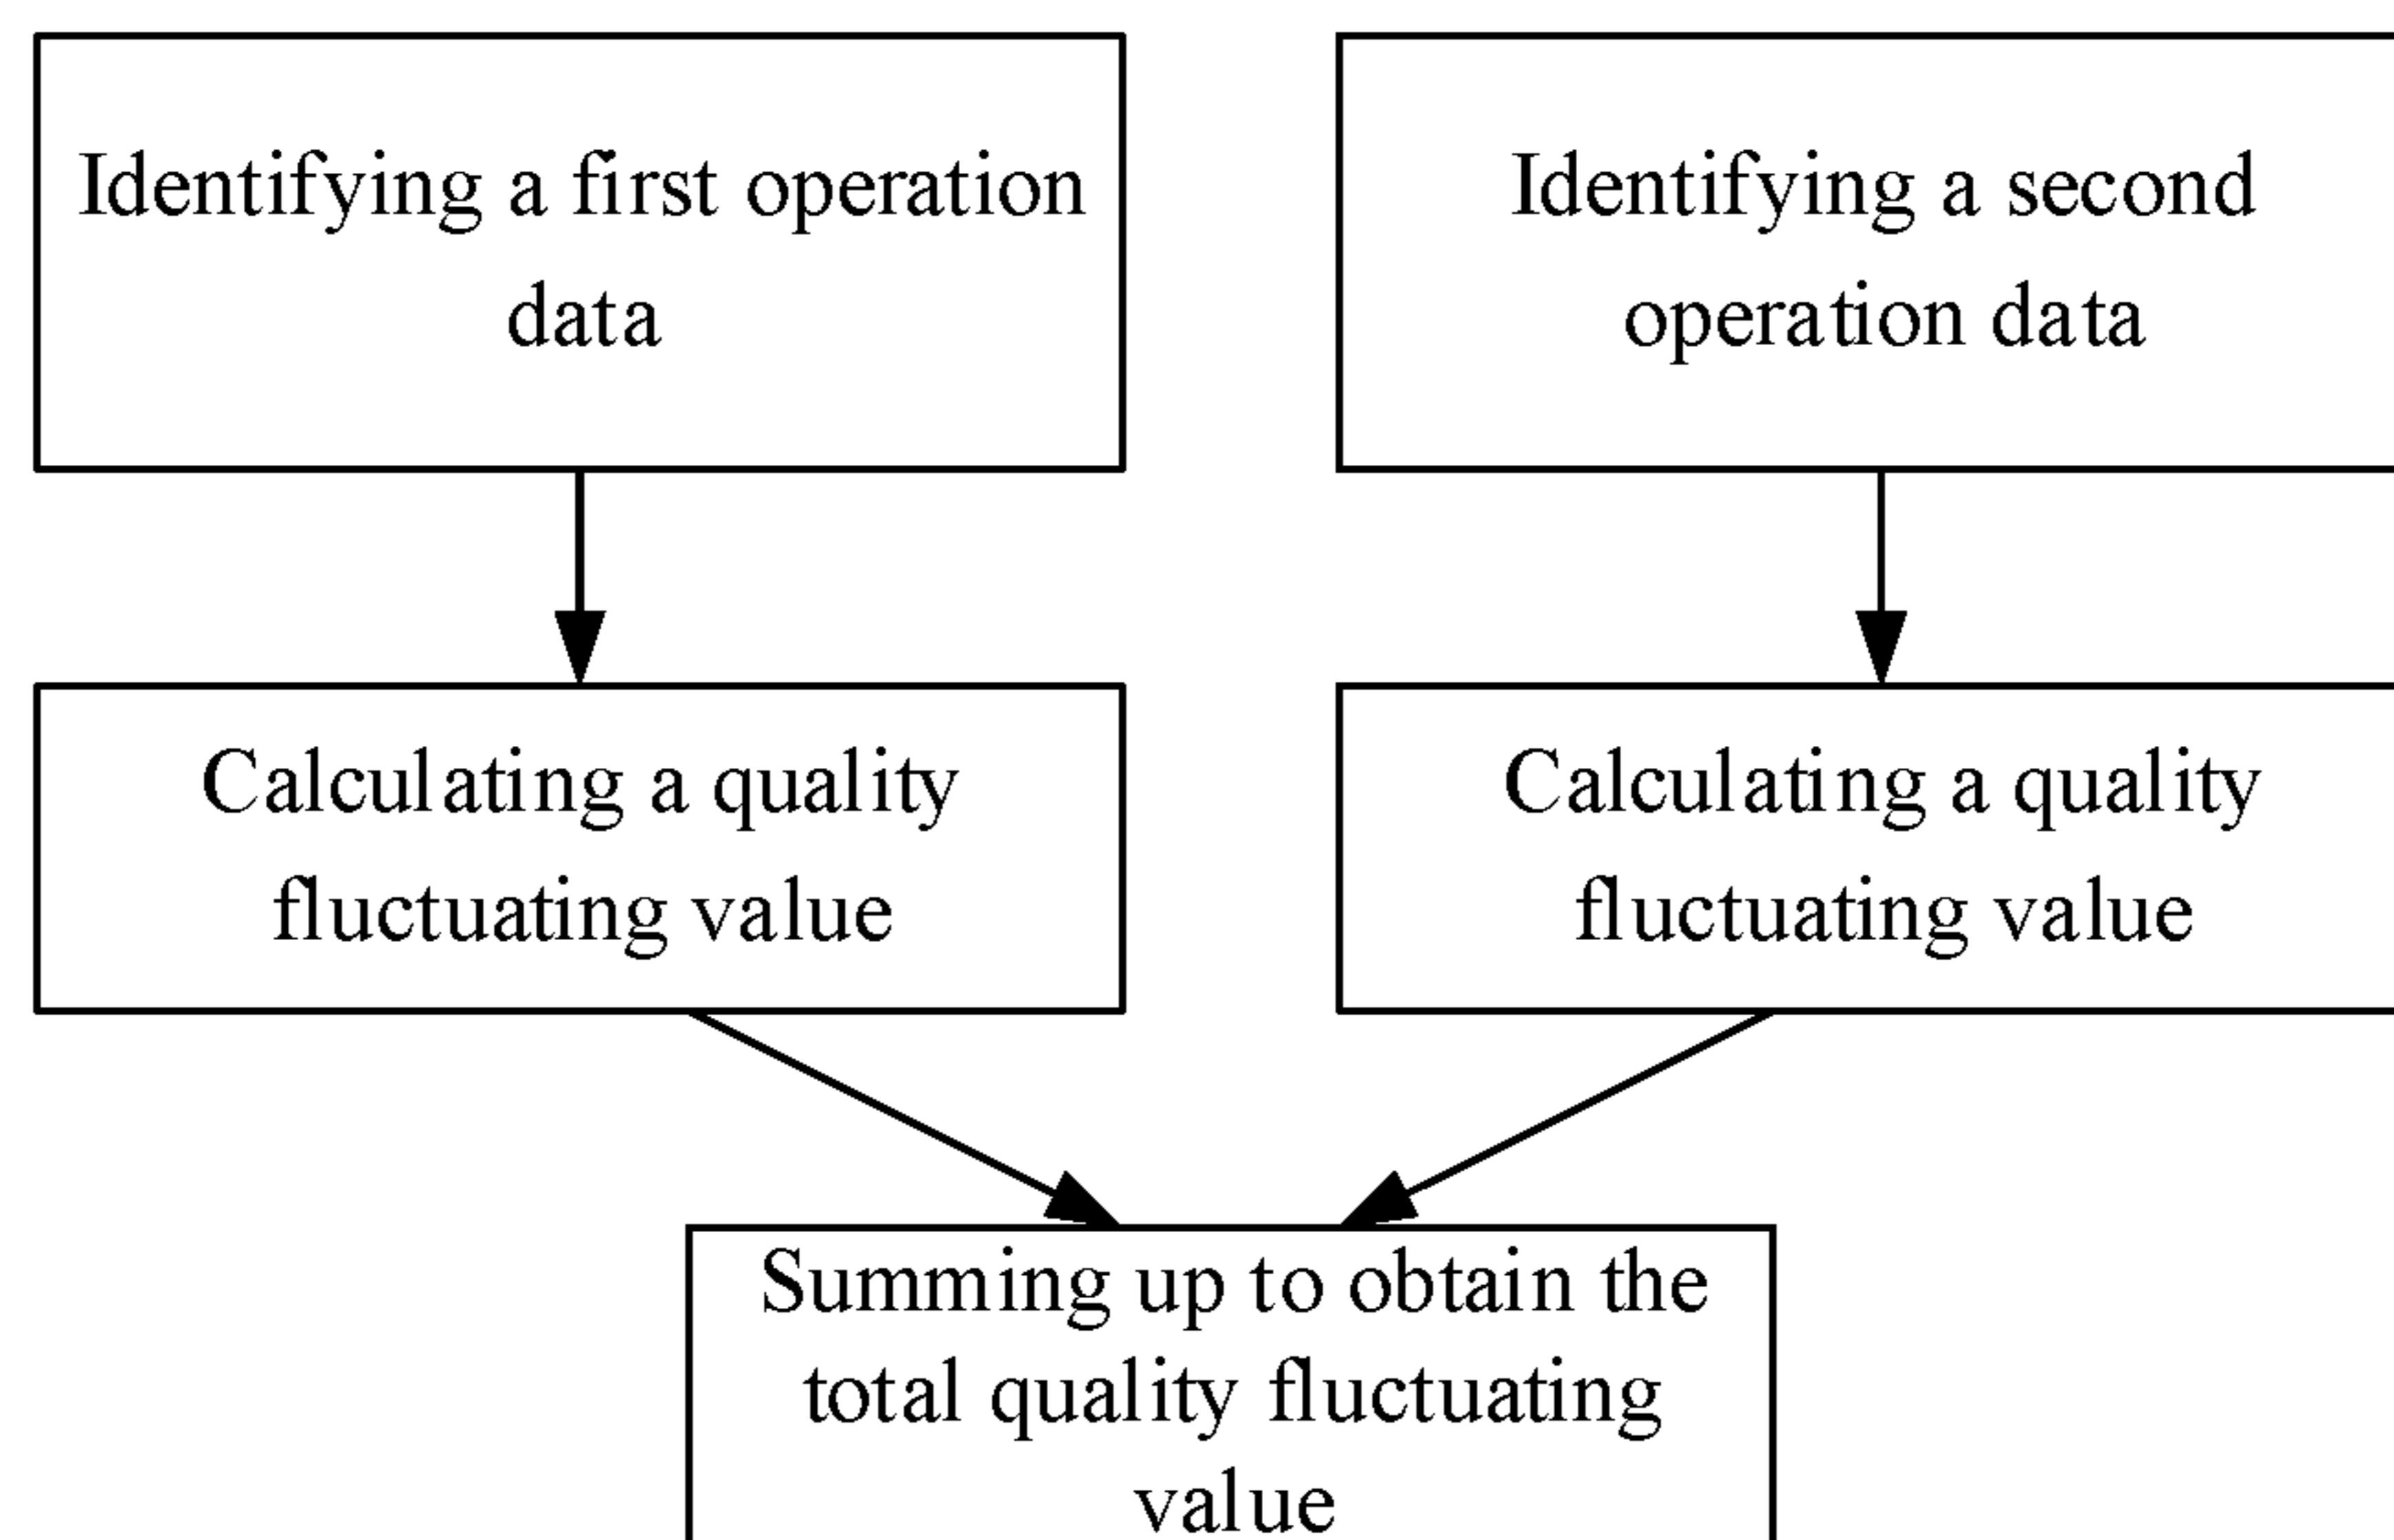 Identifying a first operation
data
Identifying a second
operation data
Calculating a quality
fluctuating value
Calculating a quality
fluctuating value
Summing up to obtain the
total quality fluctuating
value